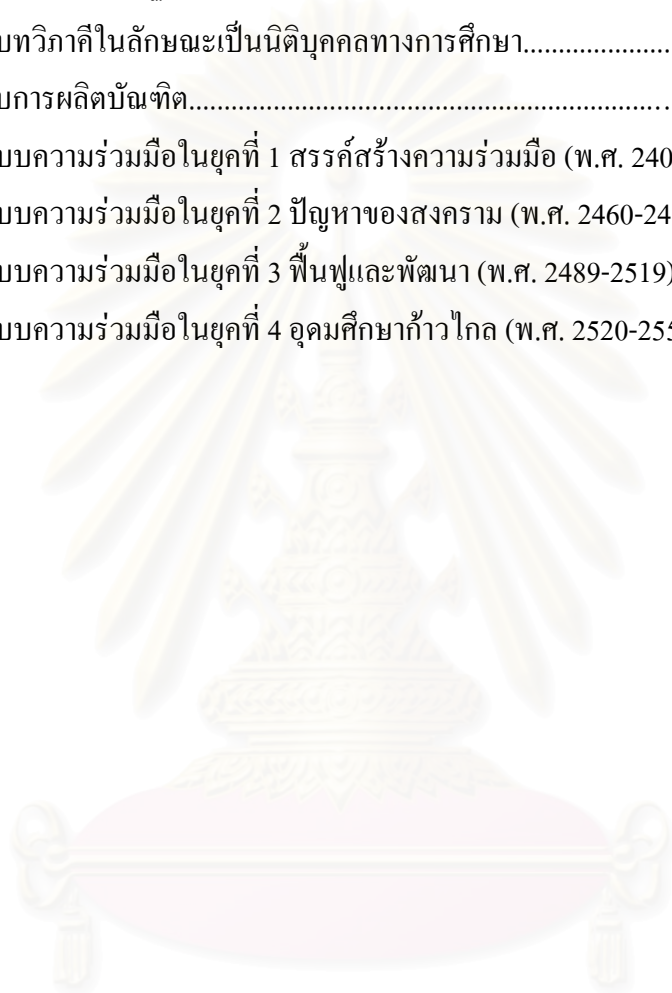 บทวิภาคีในลักษณะเป็นนิติบุคคลทางการศึกษา.....................
บการผลิตบัณฑิต...............................................................
บบความร่วมมือในยุคที่ 1 สรรค์สร้างความร่วมมือ (พ.ศ. 240
บบความร่วมมือในยุคที่ 2 ปัญหาของสงคราม (พ.ศ. 2460-24
บบความร่วมมือในยุคที่ 3 ฟื้นฟูและพัฒนา (พ.ศ. 2489-2519)
บบความร่วมมือในยุคที่ 4 อุดมศึกษาก้าวไกล (พ.ศ. 2520-255